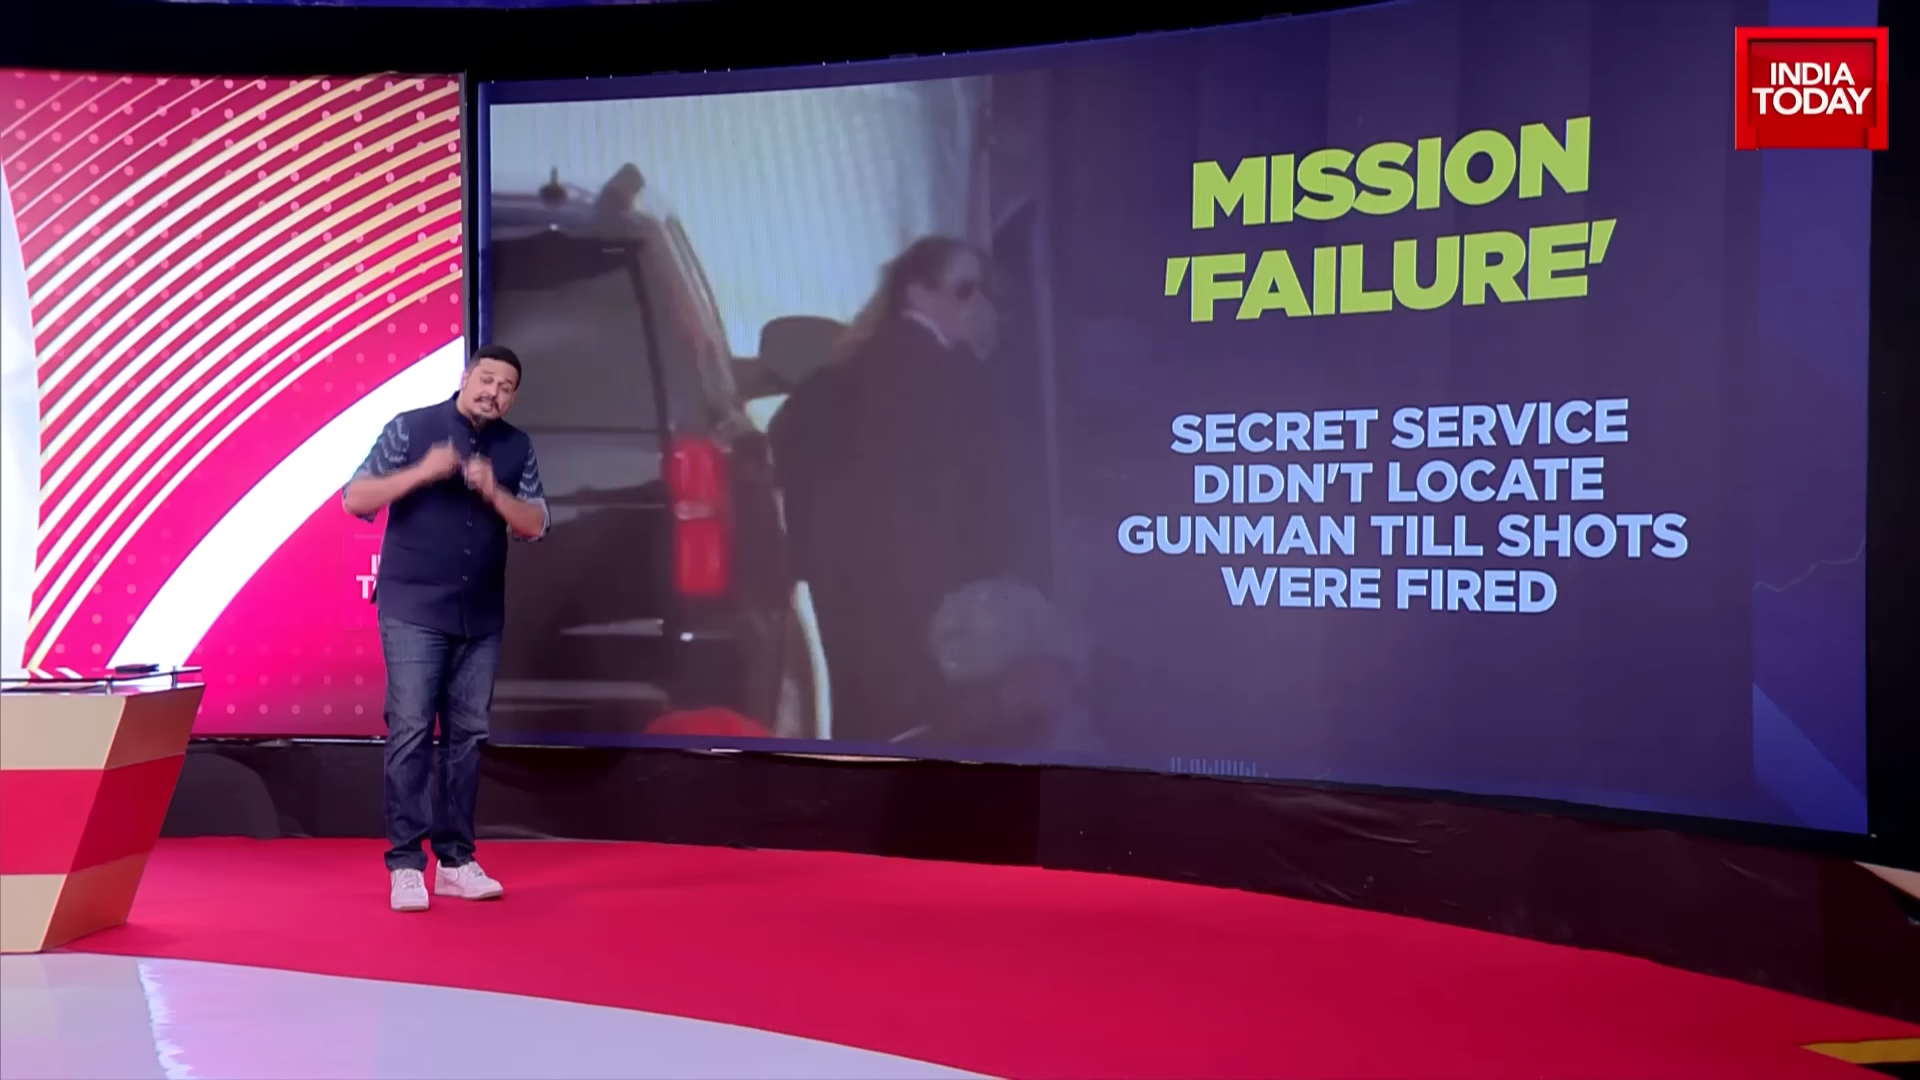 INDIA
TODAY
MISSION
'FAILURE'
SECRET SERVICE
DIDN'T LOCATE
GUNMAN TILL SHOTS
WERE FIRED